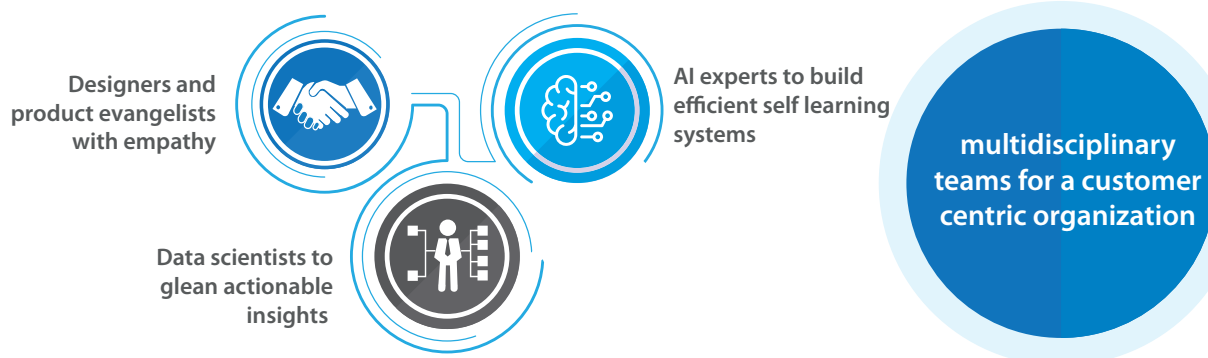 Designers and
product evangelists
with empathy
AI experts to build
efficient self learning
systems
Data scientists to
glean actionable
insights
multidisciplinary
teams for a customer
centric organization